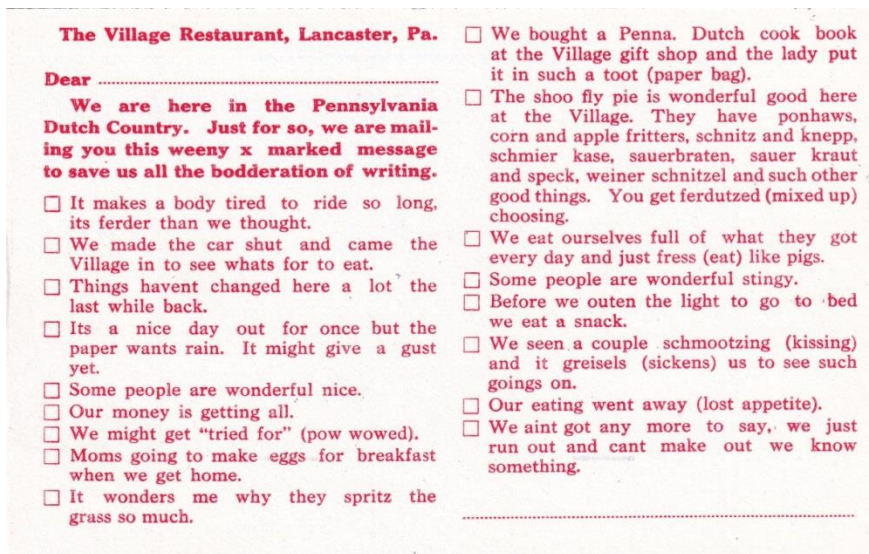 The Village Restaurant, Lancaster, Pa.
Dear
We are here in the Pennsylvania
Dutch Country. Just for so, we are mail-
ing you this weeny x marked message
to save us all the bodderation of writing.
☐ It makes a body tired to ride so long,
its ferder than we thought.
☐ We made the car shut and came the
Village in to see whats for to eat.
☐ Things havent changed here a lot the
last while back.
☐ Its a nice day out for once but the
paper wants rain. It might give a gust
yet.
☐ Some people are wonderful nice.
☐ Our money is getting all.
☐ We might get “tried for” (pow wowed).
☐ Moms going to make eggs for breakfast
when we get home.
☐ It wonders me why they spritz the
grass so much.
☐ We bought a Penna. Dutch cook book
at the Village gift shop and the lady put
it in such a toot (paper bag).
☐ The shoo fly pie is wonderful good here
at the Village. They have ponhaws,
corn and apple fritters, schnitz and knepp,
schmier kase, sauerbraten, sauer kraut
and speck, weiner schnitzel and such other
good things. You get ferdutzed (mixed up)
choosing.
☐ We eat ourselves full of what they got
every day and just fress (eat) like pigs.
☐ Some people are wonderful stingy.
☐ Before we outen the light to go to bed
we eat a snack.
☐ We seen a couple schmootzing (kissing)
and it greisels (sickens) us to see such
goings on.
☐ Our eating went away (lost appetite).
☐ We aint got any more to say, we just
run out and cant make out we know
something.